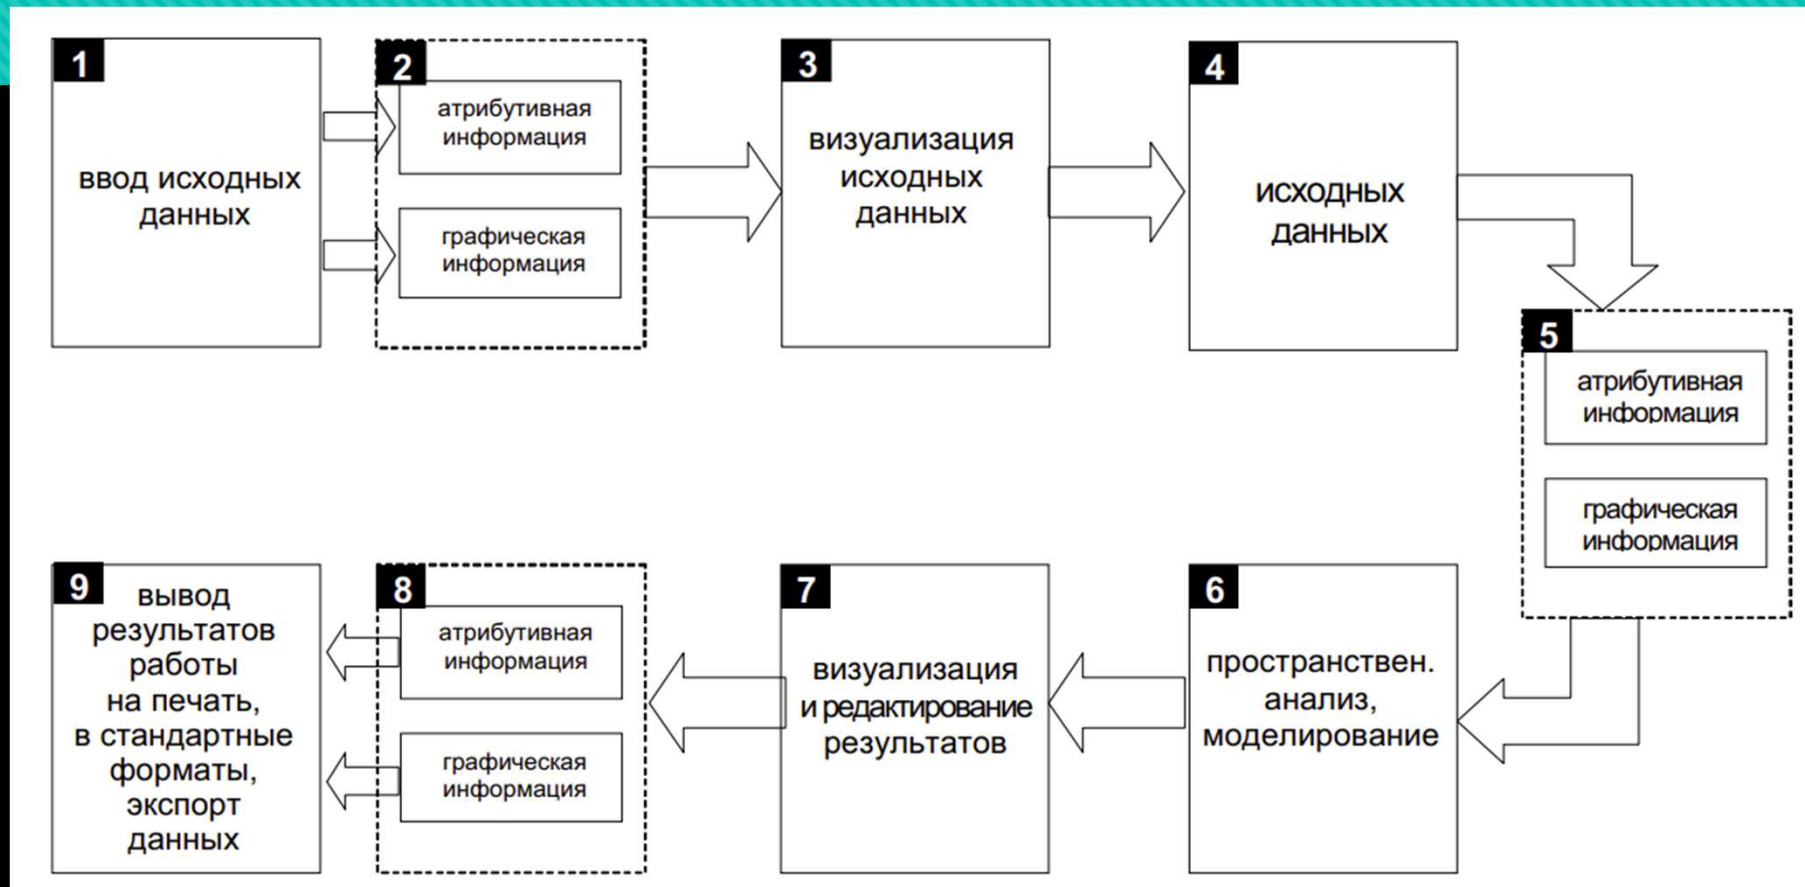 1
ввод исходных
данных
2
атрибутивная
информация
графическая
информация
3
визуализация
исходных
данных
4
исходных
данных
5
атрибутивная
информация
графическая
информация
6
пространствен.
анализ,
моделирование
7
визуализация
и редактирование
результатов
8
атрибутивная
информация
графическая
информация
9
вывод
результатов
работы
на печать,
в стандартные
форматы,
экспорт
данных